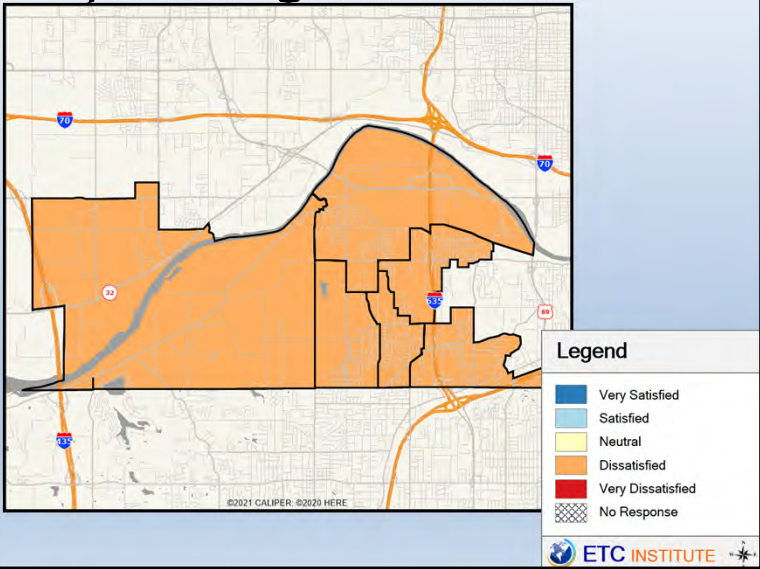 70
70
32
635
69
435
©2021 CALIPER; ©2020 HERE
Legend
Very Satisfied
Satisfied
Neutral
Dissatisfied
Very Dissatisfied
No Response
ETC INSTITUTE